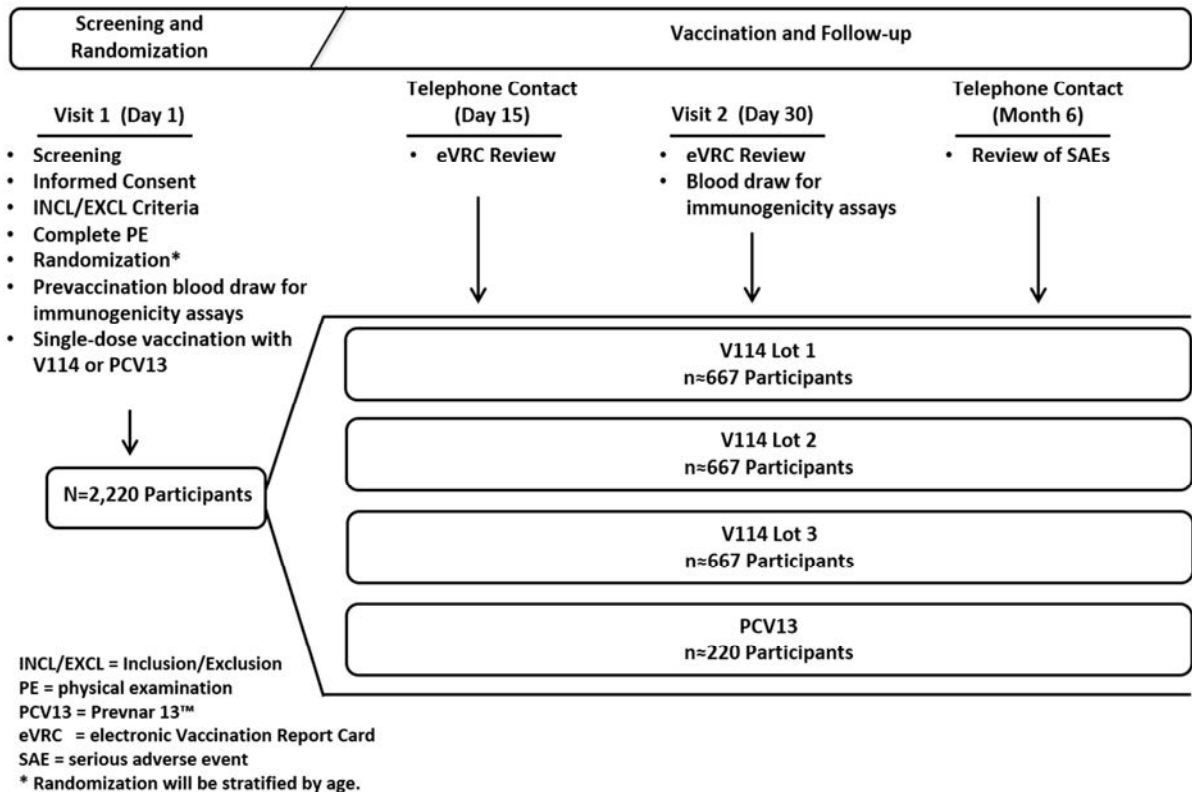 Screening and
Randomization
Vaccination and Follow-up
Visit 1 (Day 1)
• Screening
• Informed Consent
• INCL/EXCL Criteria
• Complete PE
• Randomization*
• Prevaccination blood draw for
immunogenicity assays
• Single-dose vaccination with
V114 or PCV13
Telephone Contact
(Day 15)
• eVRC Review
Visit 2 (Day 30)
• eVRC Review
• Blood draw for
immunogenicity assays
Telephone Contact
(Month 6)
• Review of SAEs
N=2,220 Participants
V114 Lot 1
n≈667 Participants
V114 Lot 2
n≈667 Participants
V114 Lot 3
n≈667 Participants
PCV13
n≈220 Participants
INCL/EXCL = Inclusion/Exclusion
PE = physical examination
PCV13 = Prevnar 13™
eVRC = electronic Vaccination Report Card
SAE = serious adverse event
* Randomization will be stratified by age.